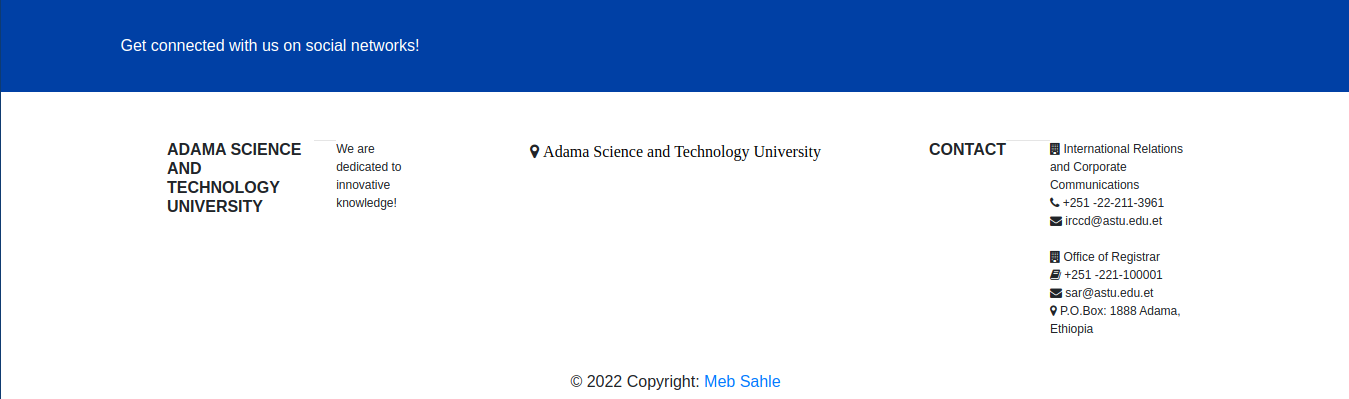 Get connected with us on social networks!
ADAMA SCIENCE
AND
TECHNOLOGY
UNIVERSITY
We are
dedicated to
innovative
knowledge!
Adama Science and Technology University
CONTACT
International Relations
and Corporate
Communications
+251 -22-211-3961
irccd@astu.edu.et
Office of Registrar
+251 -221-100001
sar@astu.edu.et
P.O.Box: 1888 Adama,
Ethiopia
© 2022 Copyright: Meb Sahle